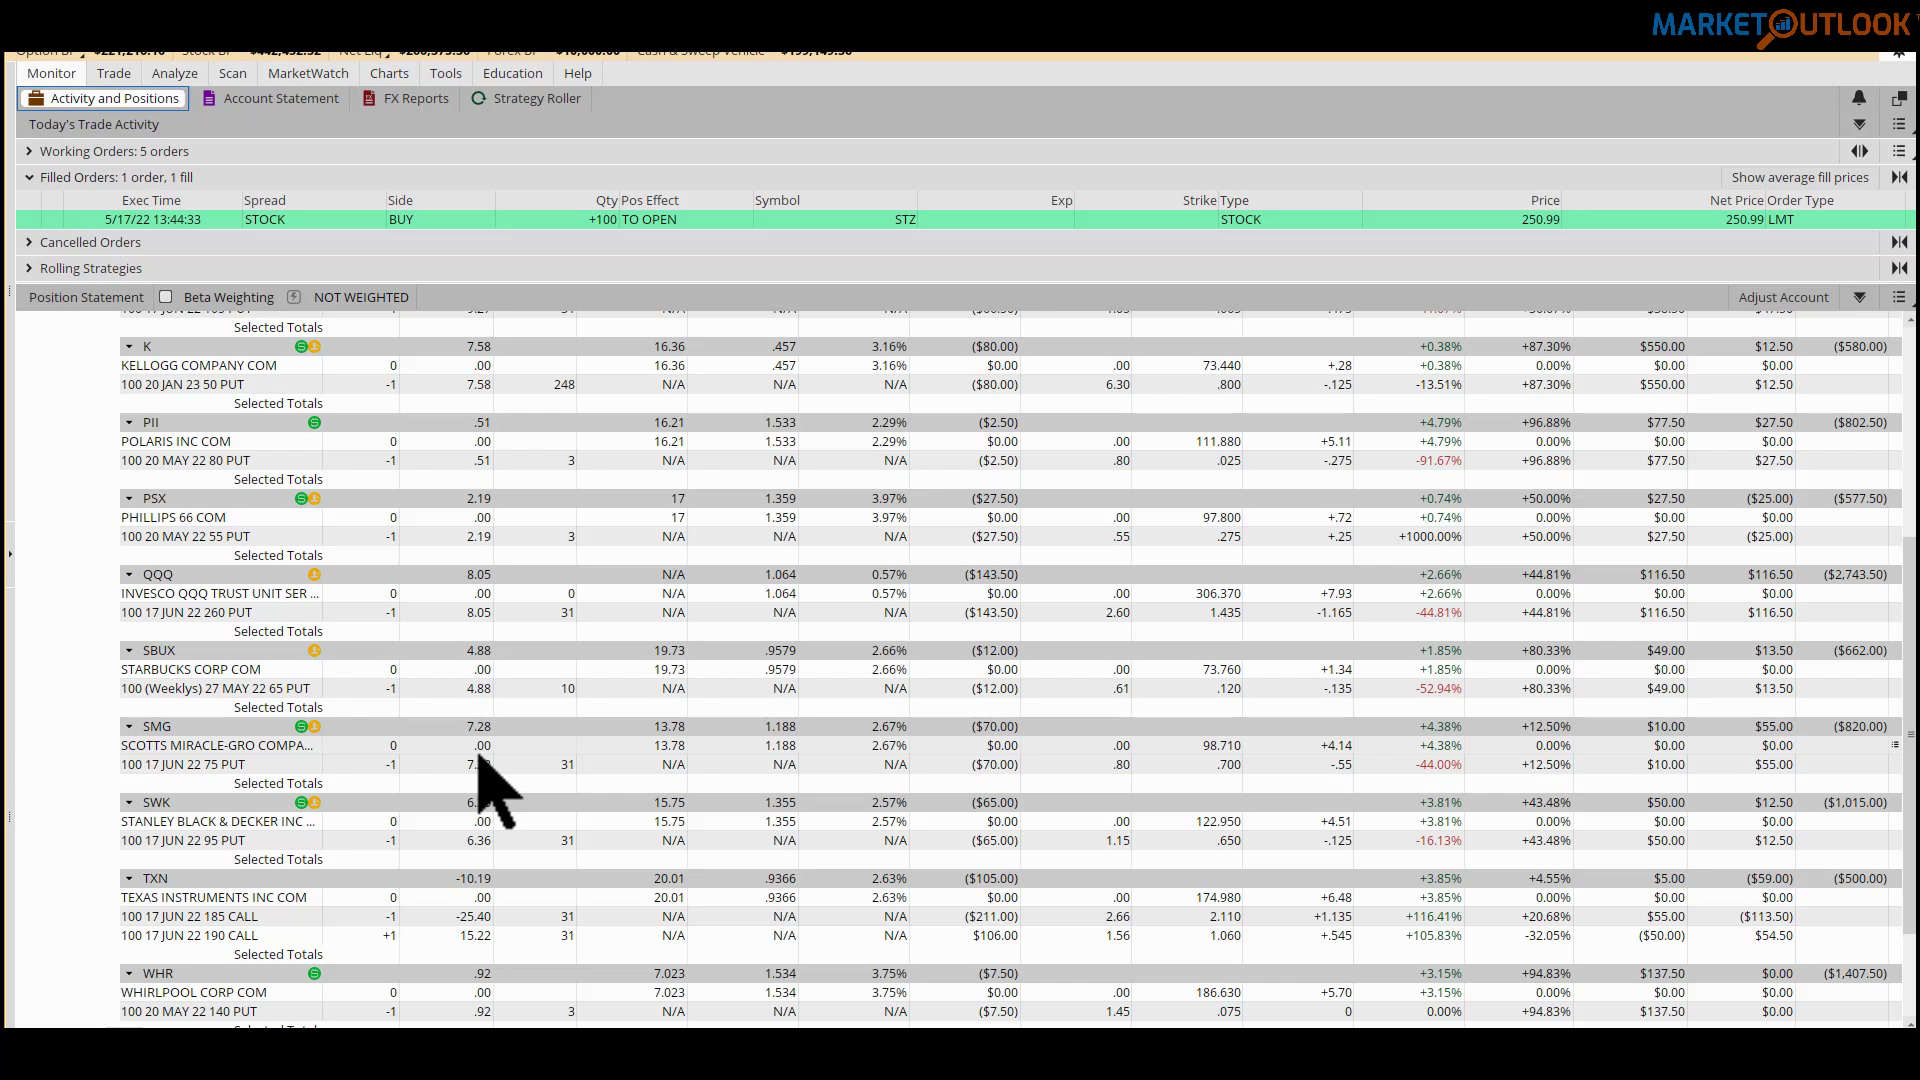 MARKETOUTLOOK
Monitor Trade Analyze Scan MarketWatch Charts Tools Education Help
Activity and Positions Account Statement FX Reports Strategy Roller
Today's Trade Activity
Working Orders: 5 orders
Filled Orders: 1 order, 1 fill Show average fill prices
Exec Time Spread Side Qty Pos Effect Symbol Exp Strike Type Price Net Price Order Type
5/17/22 13:44:33 STOCK BUY +100 TO OPEN STZ STOCK 250.99 250.99 LMT
Cancelled Orders
Rolling Strategies
Position Statement Beta Weighting NOT WEIGHTED Adjust Account
Selected Totals
K 7.58 16.36 .457 3.16% ($80.00) +0.38% +87.30% $550.00 $12.50 ($580.00)
KELLOGG COMPANY COM 0 .00 16.36 .457 3.16% $0.00 .00 73.440 +.28 +0.38% 0.00% $0.00 $0.00
100 20 JAN 23 50 PUT -1 7.58 248 N/A N/A N/A ($80.00) 6.30 .800 -.125 -13.51% +87.30% $550.00 $12.50
Selected Totals
PII .51 16.21 1.533 2.29% ($2.50) +4.79% +96.88% $77.50 $27.50 ($802.50)
POLARIS INC COM 0 .00 16.21 1.533 2.29% $0.00 .00 111.880 +5.11 +4.79% 0.00% $0.00 $0.00
100 20 MAY 22 80 PUT -1 .51 3 N/A N/A N/A ($2.50) .80 .025 -.275 -91.67% +96.88% $77.50 $27.50
Selected Totals
PSX 2.19 17 1.359 3.97% ($27.50) +0.74% +50.00% $27.50 ($25.00) ($577.50)
PHILLIPS 66 COM 0 .00 17 1.359 3.97% $0.00 .00 97.800 +.72 +0.74% 0.00% $0.00 $0.00
100 20 MAY 22 55 PUT -1 2.19 3 N/A N/A N/A ($27.50) .55 .275 +.25 +1000.00% +50.00% $27.50 ($25.00)
Selected Totals
QQQ 8.05 N/A 1.064 0.57% ($143.50) +2.66% +44.81% $116.50 $116.50 ($2,743.50)
INVESCO QQQ TRUST UNIT SER ... 0 .00 0 N/A 1.064 0.57% $0.00 .00 306.370 +7.93 +2.66% 0.00% $0.00 $0.00
100 17 JUN 22 260 PUT -1 8.05 31 N/A N/A N/A ($143.50) 2.60 1.435 -1.165 -44.81% +44.81% $116.50 $116.50
Selected Totals
SBUX 4.88 19.73 .9579 2.66% ($12.00) +1.85% +80.33% $49.00 $13.50 ($662.00)
STARBUCKS CORP COM 0 .00 19.73 .9579 2.66% $0.00 .00 73.760 +1.34 +1.85% 0.00% $0.00 $0.00
100 (Weeklys) 27 MAY 22 65 PUT -1 4.88 10 N/A N/A N/A ($12.00) .61 .120 -.135 -52.94% +80.33% $49.00 $13.50
Selected Totals
SMG 7.28 13.78 1.188 2.67% ($70.00) +4.38% +12.50% $10.00 $55.00 ($820.00)
SCOTTS MIRACLE-GRO COMPA... 0 .00 13.78 1.188 2.67% $0.00 .00 98.710 +4.14 +4.38% 0.00% $0.00 $0.00
100 17 JUN 22 75 PUT -1 31 N/A N/A N/A ($70.00) .80 .700 -.55 -44.00% +12.50% $10.00 $55.00
Selected Totals
SWK 15.75 1.355 2.57% ($65.00) +3.81% +43.48% $50.00 $12.50 ($1,015.00)
STANLEY BLACK & DECKER INC ... 0 .00 15.75 1.355 2.57% $0.00 .00 122.950 +4.51 +3.81% 0.00% $0.00 $0.00
100 17 JUN 22 95 PUT -1 6.36 31 N/A N/A N/A ($65.00) 1.15 .650 -.125 -16.13% +43.48% $50.00 $12.50
Selected Totals
TXN -10.19 20.01 .9366 2.63% ($105.00) +3.85% +4.55% $5.00 ($59.00) ($500.00)
TEXAS INSTRUMENTS INC COM 0 .00 20.01 .9366 2.63% $0.00 .00 174.980 +6.48 +3.85% 0.00% $0.00 $0.00
100 17 JUN 22 185 CALL -1 -25.40 31 N/A N/A N/A ($211.00) 2.66 2.110 +1.135 +116.41% +20.68% $55.00 ($113.50)
100 17 JUN 22 190 CALL +1 15.22 31 N/A N/A N/A $106.00 1.56 1.060 +.545 +105.83% -32.05% ($50.00) $54.50
Selected Totals
WHR .92 7.023 1.534 3.75% ($7.50) +3.15% +94.83% $137.50 $0.00 ($1,407.50)
WHIRLPOOL CORP COM 0 .00 7.023 1.534 3.75% $0.00 .00 186.630 +5.70 +3.15% 0.00% $0.00 $0.00
100 20 MAY 22 140 PUT -1 .92 3 N/A N/A N/A ($7.50) 1.45 .075 0 0.00% +94.83% $137.50 $0.00